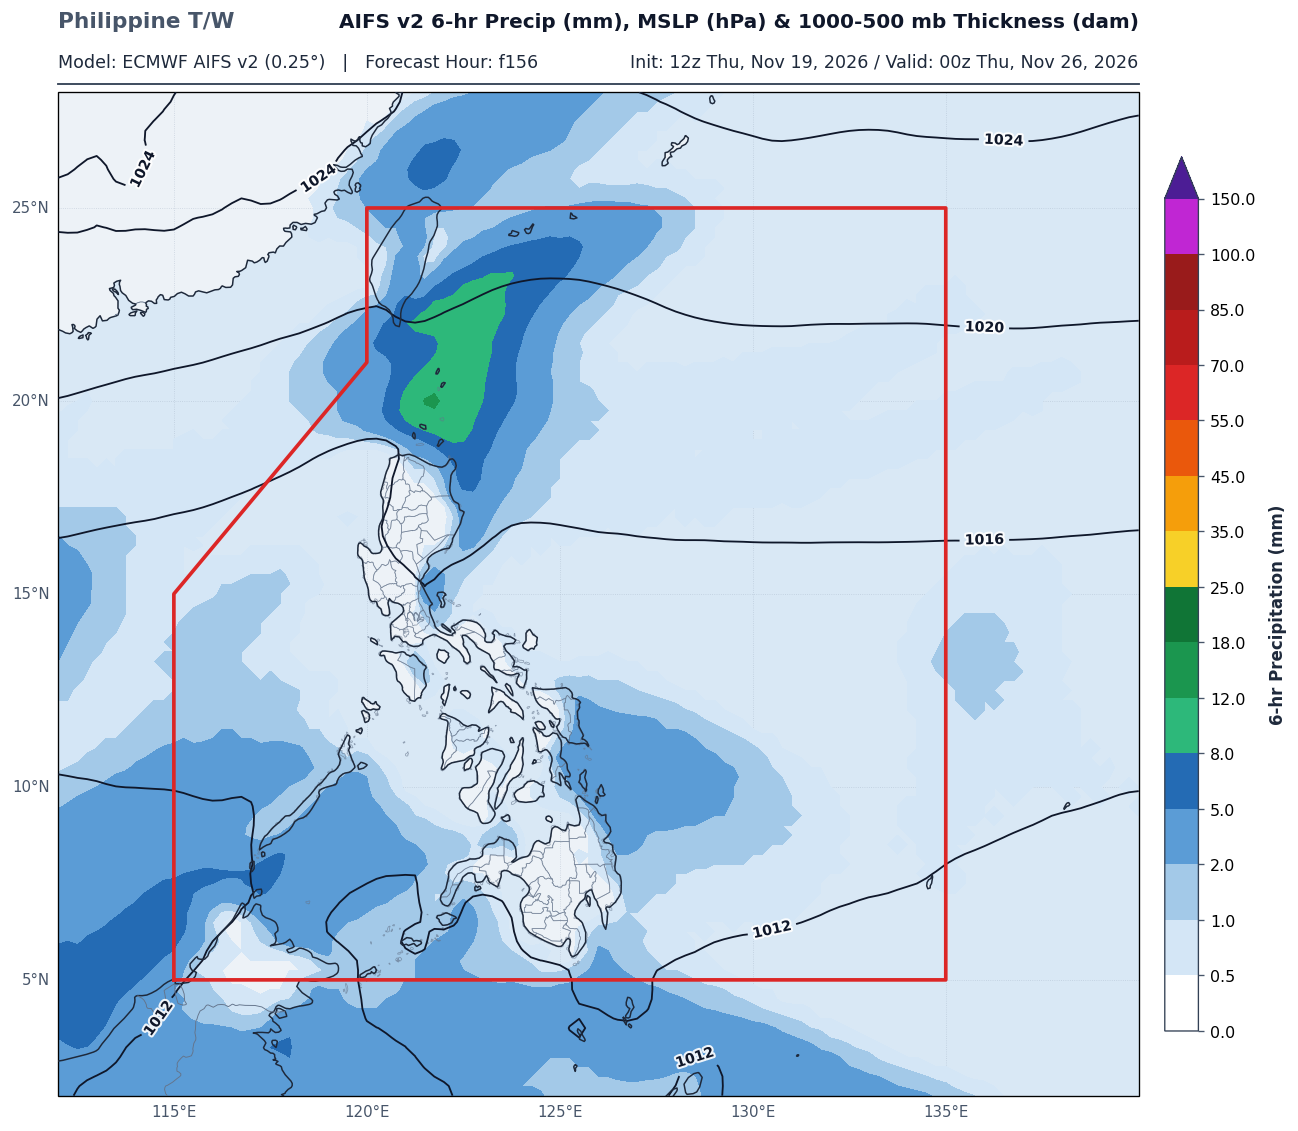 Philippine T/W
AIFS v2 6-hr Precip (mm), MSLP (hPa) & 1000-500 mb Thickness (dam)
Model: ECMWF AIFS v2 (0.25°)   |   Forecast Hour: f156
Init: 12z Thu, Nov 19, 2026 / Valid: 00z Thu, Nov 26, 2026
1024
1024
1024
1020
1016
1012
1012
1012
25°N
20°N
15°N
10°N
5°N
115°E
120°E
125°E
130°E
135°E
150.0
100.0
85.0
70.0
55.0
45.0
35.0
25.0
18.0
12.0
8.0
5.0
2.0
1.0
0.5
0.0
6-hr Precipitation (mm)